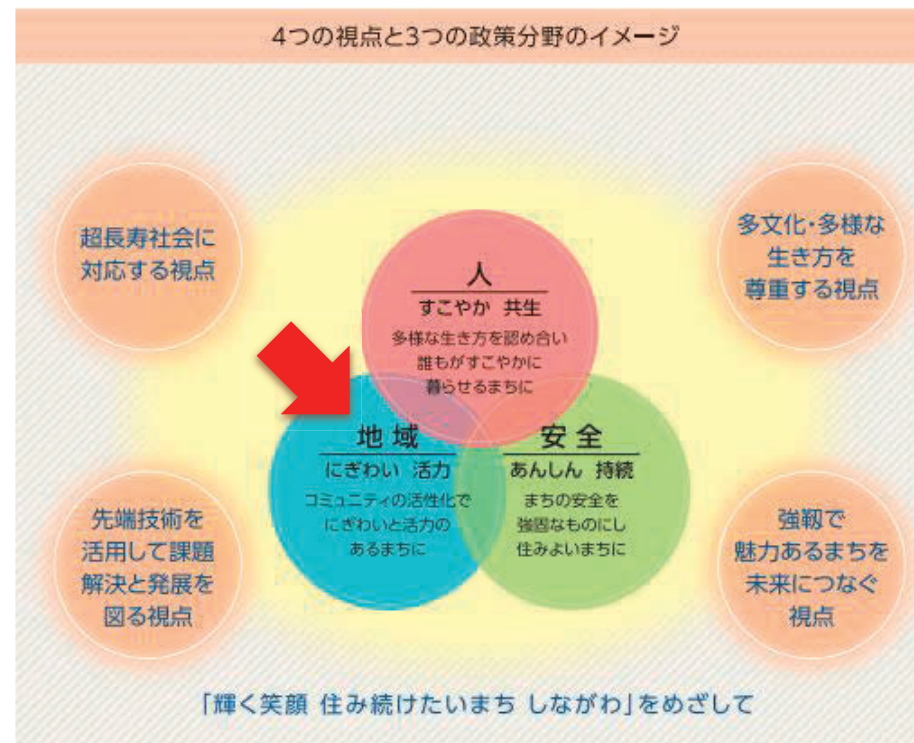 4つの視点と3つの政策分野のイメージ
超長寿社会に
対応する視点
多文化・多様な
生き方を
尊重する視点
人
すこやか 共生
多様な生き方を認め合い
誰もがすこやかに
暮らせるまちに
地域
にぎわい 活力
コミュニティの活性化で
にぎわいと活力の
あるまちに
安全
あんしん 持続
まちの安全を
強固なものにし
住みよいまちに
先端技術を
活用して課題
解決と発展を
図る視点
強靱で
魅力あるまちを
未来につなぐ
視点
「輝く笑顔 住み続けたいまち しながわ」をめざして